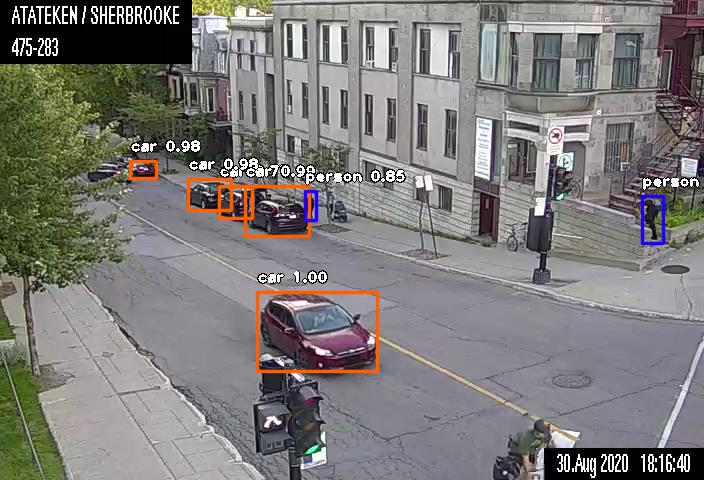 ATATEKEN / SHERBROOKE
475-283
car 0.98
car 0.98
car 0.99
person 0.85
person
car 1.00
30.Aug 2020 18:16:40